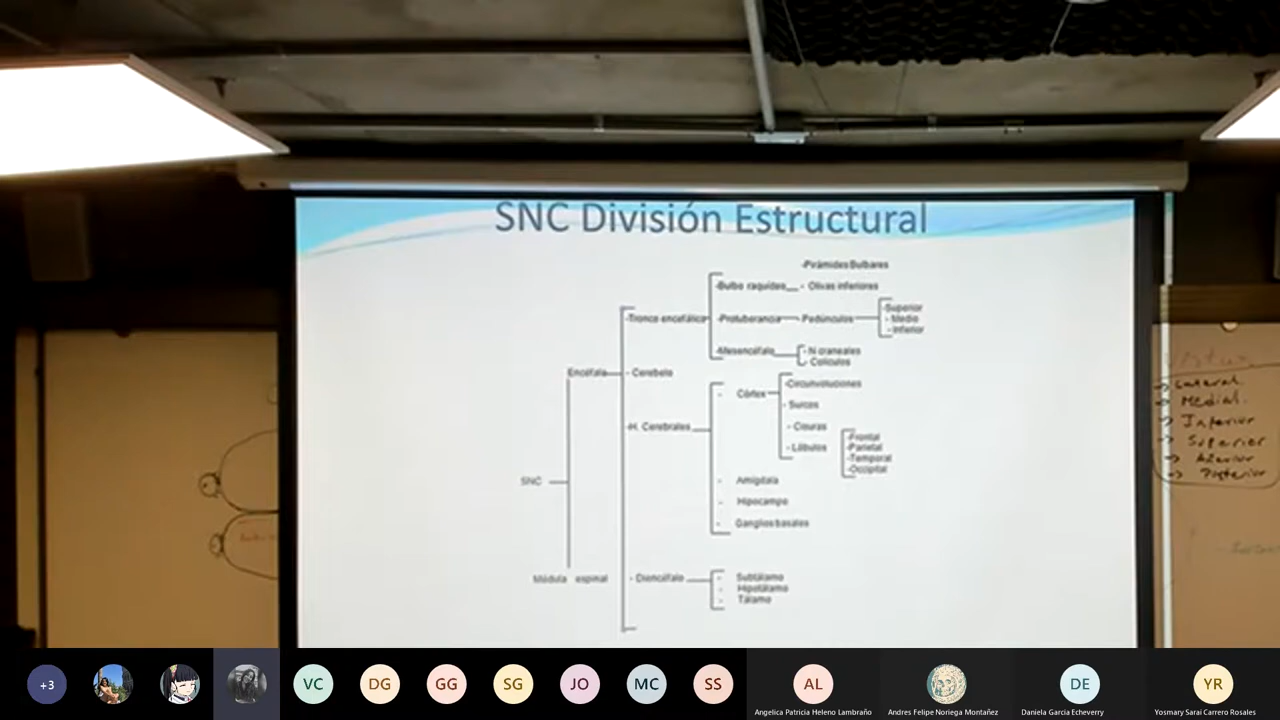 SNC División Estructural
-Pirámides Bulbares
-Bulbo raquídeo
- Olivas inferiores
-Tronco encefálico
-Protuberancia
- Pedúnculos
-Superior
- Medio
- Inferior
-Mesencéfalo
- N craneales
- Colículos
Encéfalo
- Cerebelo
-H. Cerebrales
- Córtex
-Circunvoluciones
- Surcos
- Cisuras
- Lóbulos
-Frontal
-Parietal
-Temporal
-Occipital
- Amígdala
- Hipocampo
- Ganglios basales
SNC
Médula espinal
- Diencéfalo
- Subtálamo
- Hipotálamo
- Tálamo
Lateral.
Medial.
Inferior
Superior
Anterior
Posterior
+3
VC
DG
GG
SG
JO
MC
SS
AL
DE
YR
Angelica Patricia Heleno Lambraño
Andres Felipe Noriega Montañez
Daniela Garcia Echeverry
Yosmary Sarai Carrero Rosales